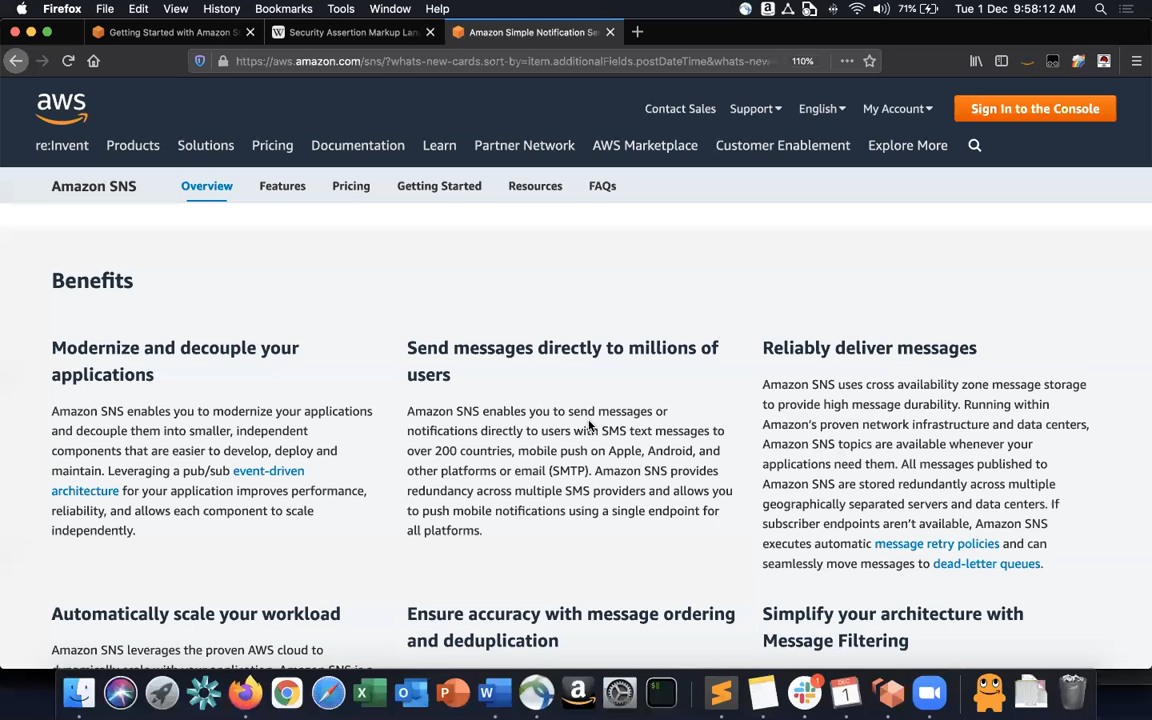 Firefox File Edit View History Bookmarks Tools Window Help 71% Tue 1 Dec 9:58:12 AM
Getting Started with Amazon S
Security Assertion Markup Lan
Amazon Simple Notification Se
https://aws.amazon.com/sns/?whats-new-cards.sort-by=item.additionalFields.postDateTime&whats-new- 110%
aws
Contact Sales Support English My Account Sign In to the Console
re:Invent Products Solutions Pricing Documentation Learn Partner Network AWS Marketplace Customer Enablement Explore More
Amazon SNS Overview Features Pricing Getting Started Resources FAQs
Benefits
Modernize and decouple your
applications
Amazon SNS enables you to modernize your applications
and decouple them into smaller, independent
components that are easier to develop, deploy and
maintain. Leveraging a pub/sub event-driven
architecture for your application improves performance,
reliability, and allows each component to scale
independently.
Send messages directly to millions of
users
Amazon SNS enables you to send messages or
notifications directly to users with SMS text messages to
over 200 countries, mobile push on Apple, Android, and
other platforms or email (SMTP). Amazon SNS provides
redundancy across multiple SMS providers and allows you
to push mobile notifications using a single endpoint for
all platforms.
Reliably deliver messages
Amazon SNS uses cross availability zone message storage
to provide high message durability. Running within
Amazon's proven network infrastructure and data centers,
Amazon SNS topics are available whenever your
applications need them. All messages published to
Amazon SNS are stored redundantly across multiple
geographically separated servers and data centers. If
subscriber endpoints aren't available, Amazon SNS
executes automatic message retry policies and can
seamlessly move messages to dead-letter queues.
Automatically scale your workload
Amazon SNS leverages the proven AWS cloud to
Ensure accuracy with message ordering
and deduplication
Simplify your architecture with
Message Filtering